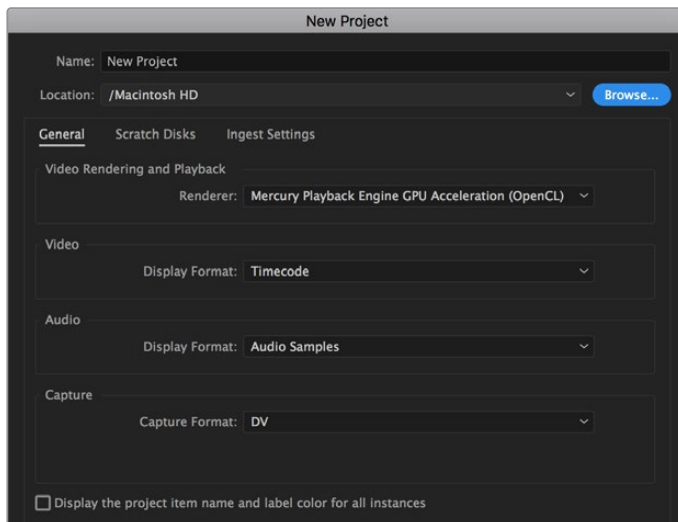 New Project
Name: New Project
Location: /Macintosh HD Browse...
General Scratch Disks Ingest Settings
Video Rendering and Playback
Renderer: Mercury Playback Engine GPU Acceleration (OpenCL)
Video
Display Format: Timecode
Audio
Display Format: Audio Samples
Capture
Capture Format: DV
Display the project item name and label color for all instances